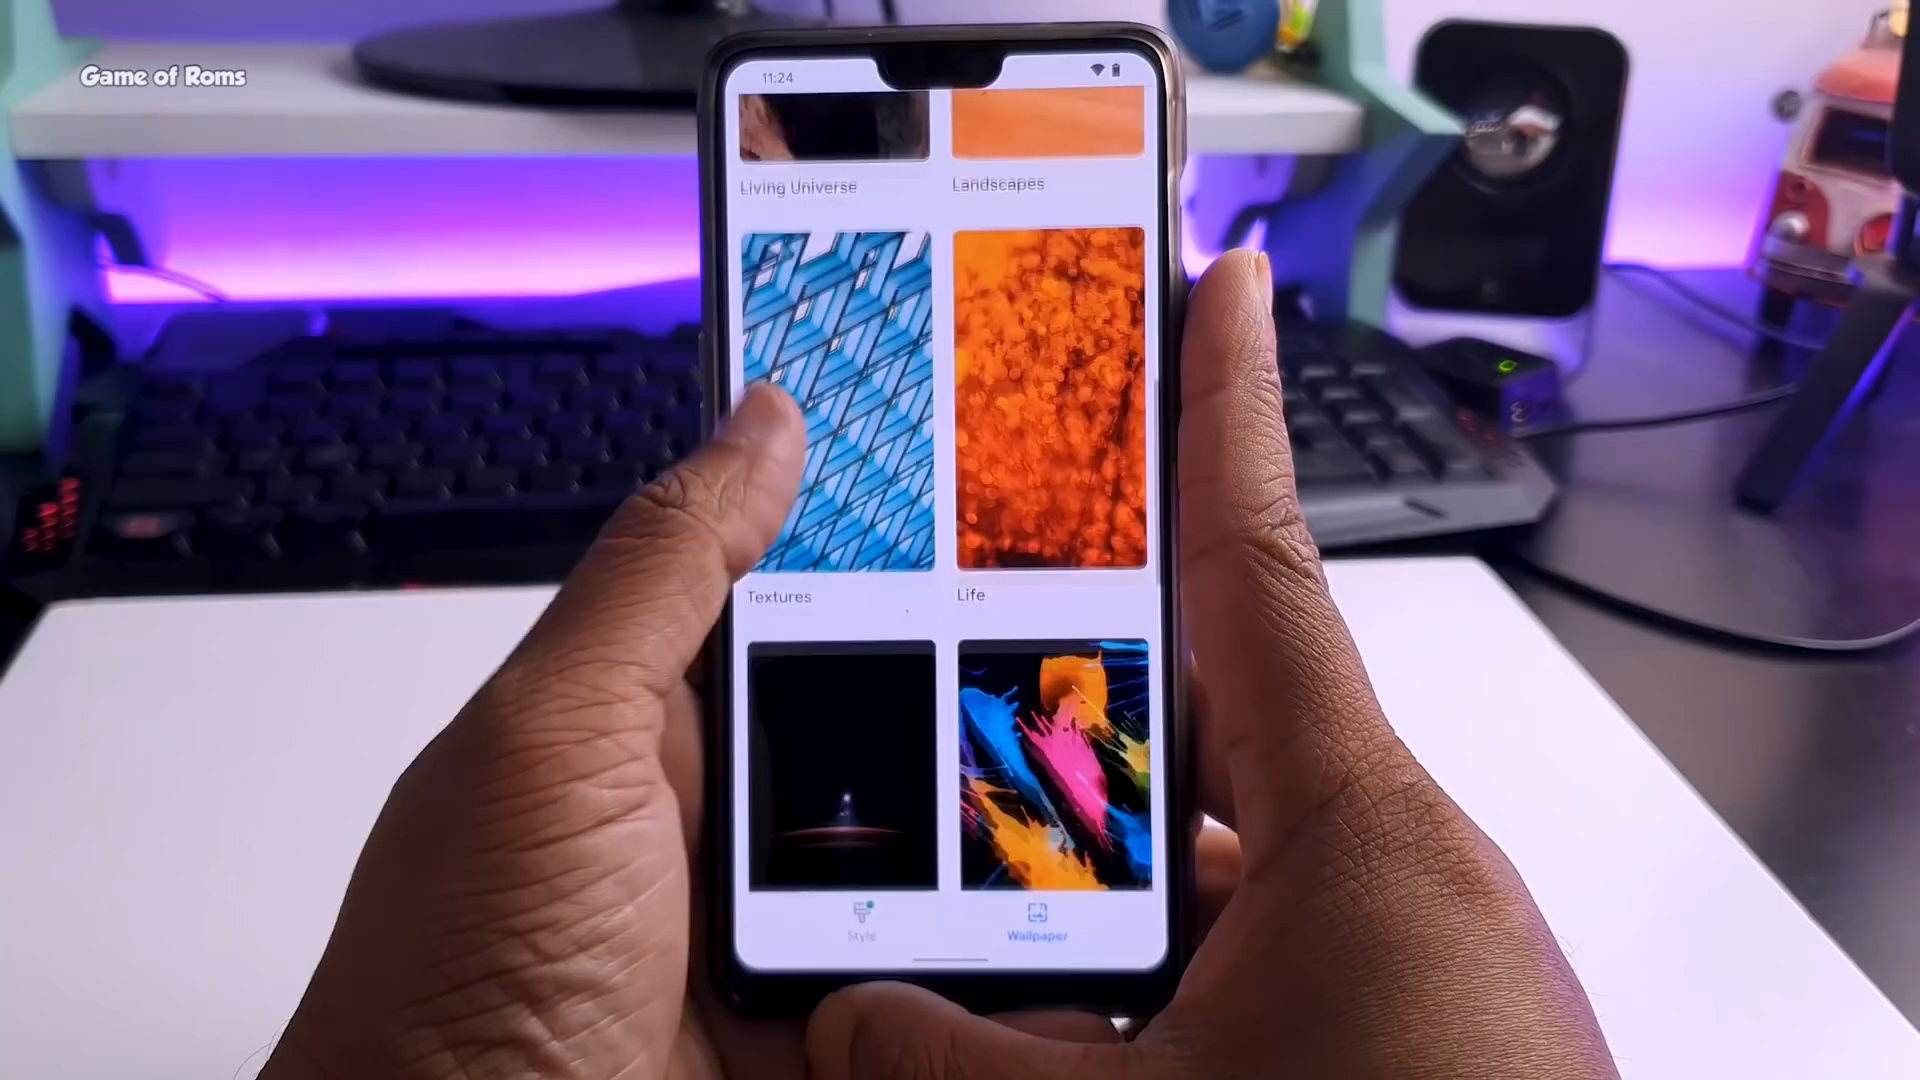 Game of Roms
11:24
Living Universe
Landscapes
Textures
Life
Style
Wallpaper